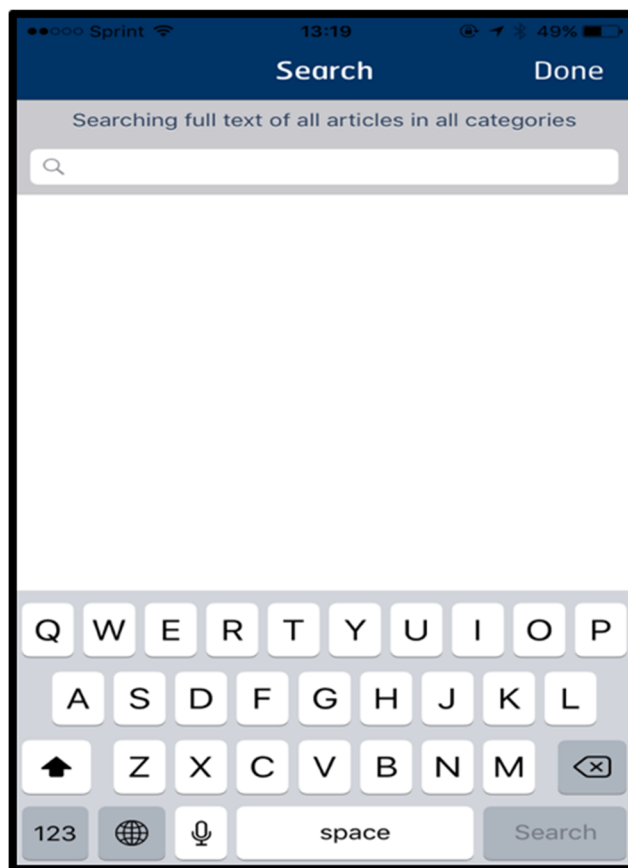 Sprint 13:19 49%
Search Done
Searching full text of all articles in all categories
Q W E R T Y U I O P
A S D F G H J K L
Z X C V B N M
123 space Search